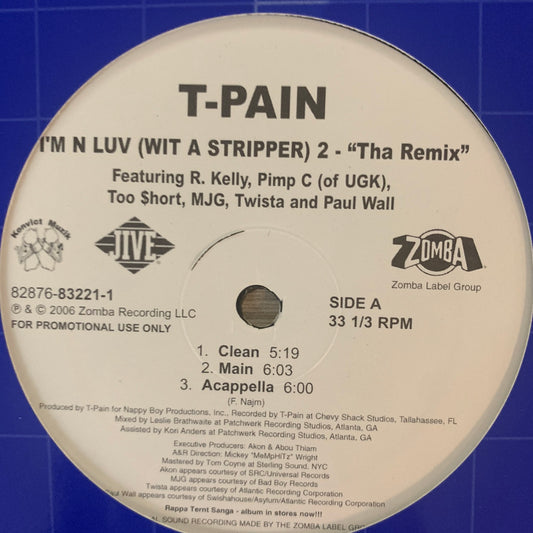 T-PAIN
I'M N LUV (WIT A STRIPPER) 2 - "Tha Remix"
Featuring R. Kelly, Pimp C (of UGK),
Too $hort, MJG, Twista and Paul Wall
Konvict Muzik
JIVE
ZOMBA
Zomba Label Group
82876-83221-1
℗ & © 2006 Zomba Recording LLC
FOR PROMOTIONAL USE ONLY
SIDE A
33 1/3 RPM
1. Clean 5:19
2. Main 6:03
3. Acappella 6:00
(F. Najm)
Produced by T-Pain for Nappy Boy Productions, Inc., Recorded by T-Pain at Chevy Shack Studios, Tallahassee, FL
Mixed by Leslie Brathwaite at Patchwerk Recording Studios, Atlanta, GA
Assisted by Kori Anders at Patchwerk Recording Studios, Atlanta, GA
Executive Producers: Akon & Abou Thiam
A&R Direction: Mickey "MeMpHiTz" Wright
Mastered by Tom Coyne at Sterling Sound, NYC
Akon appears courtesy of SRC/Universal Records
MJG appears courtesy of Bad Boy Records
Twista appears courtesy of Atlantic Recording Corporation
Paul Wall appears courtesy of Swishahouse/Asylum/Atlantic Recording Corporation
Rappa Ternt Sanga - album in stores now!!!
SOUND RECORDING MADE BY THE ZOMBA LABEL